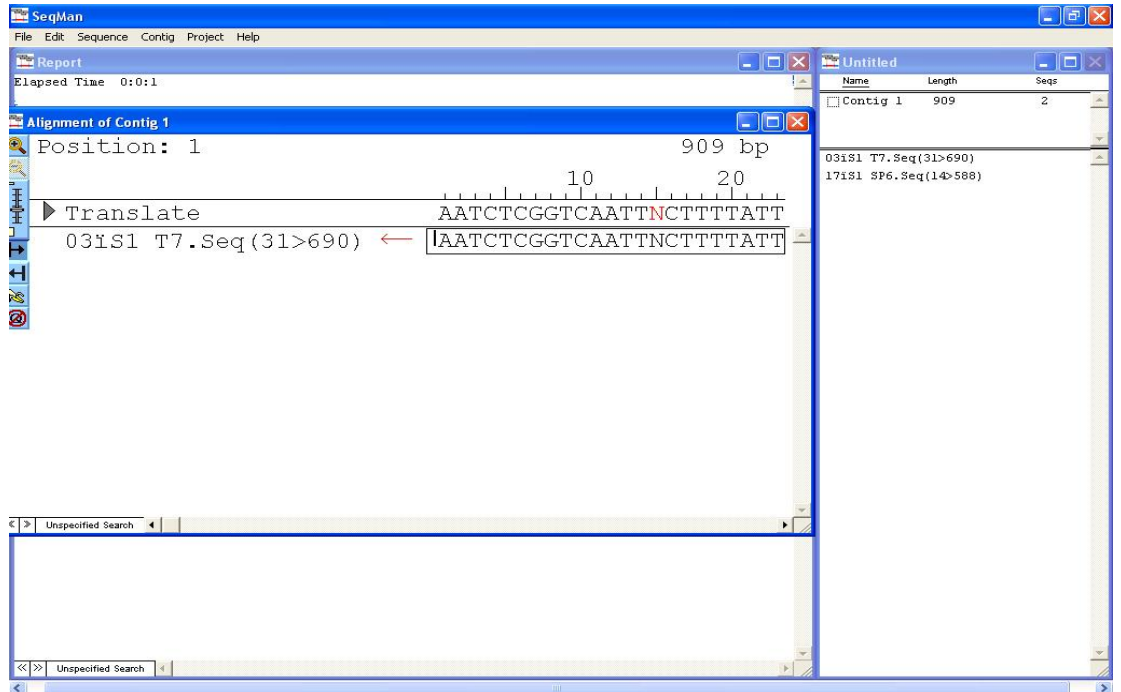 SeqMan
File Edit Sequence Contig Project Help
Report
Elapsed Time 0:0:1
Alignment of Contig 1
Position: 1 909 bp
10 20
Translate AATCTCGGTCAATTNCTTTTATT
03ïS1 T7.Seq(31>690) ← AATCTCGGTCAATTNCTTTTATT
Unspecified Search
Unspecified Search
Untitled
Name Length Seqs
Contig 1 909 2
03ïS1 T7.Seq(31>690)
17ïS1 SP6.Seq(14>588)